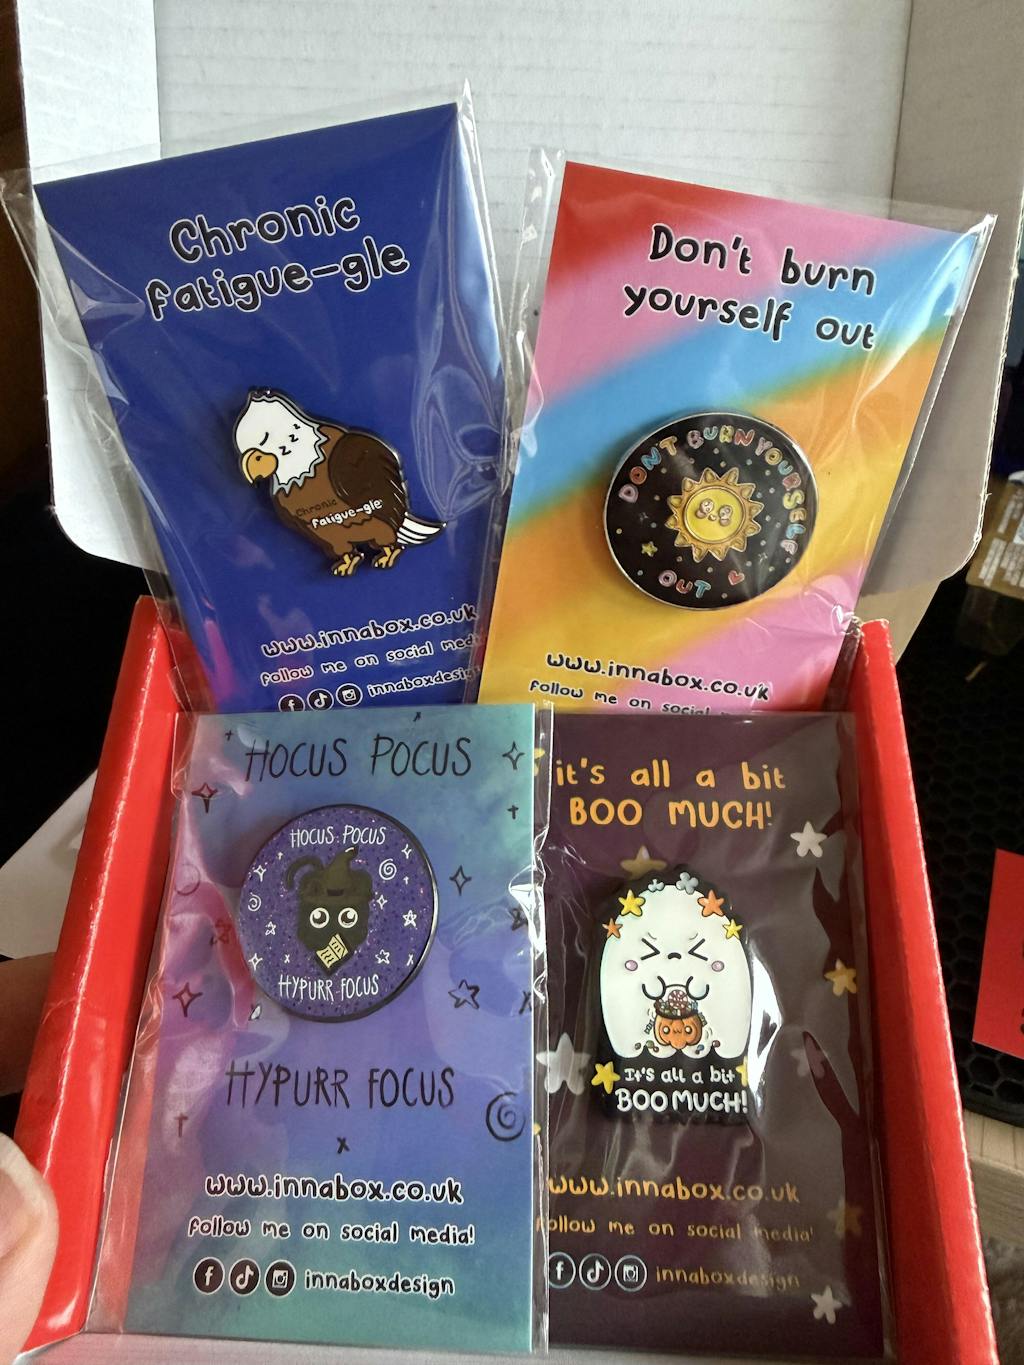 Chronic
fatigue-gle
zzz
Chronic
fatigue-gle
www.innabox.co.uk
follow me on social
innaboxdesign
Don't burn
yourself out
DON'T BURN YOURSELF
OUT
www.innabox.co.uk
follow me on social
HOCUS POCUS
HOCUS POCUS
HYPURR-FOCUS
HYPURR FOCUS
www.innabox.co.uk
follow me on social media!
innaboxdesign
it's all a bit
BOO MUCH!
It's all a bit
BOO MUCH!
www.innabox.co.uk
follow me on social media!
innaboxdesign